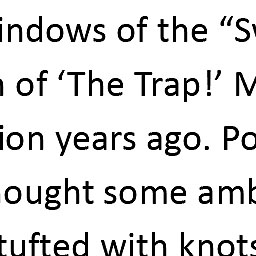 indows of the “Sw
n of ‘The Trap!’ M
ion years ago. Po
ought some amb
tufted with knots